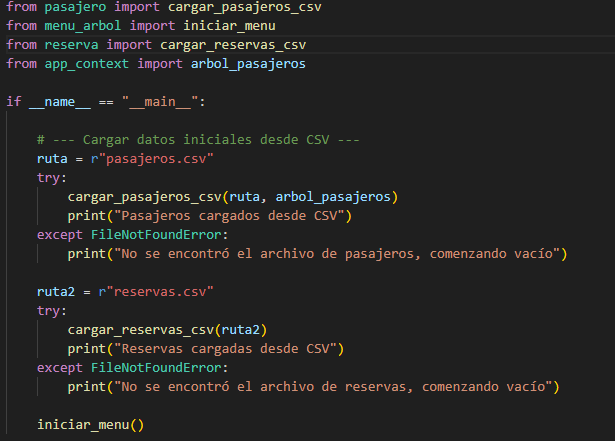 from pasajero import cargar_pasajeros_csv
from menu_arbol import iniciar_menu
from reserva import cargar_reservas_csv
from app_context import arbol_pasajeros

if __name__ == "__main__":

    # --- Cargar datos iniciales desde CSV ---
    ruta = r"pasajeros.csv"
    try:
        cargar_pasajeros_csv(ruta, arbol_pasajeros)
        print("Pasajeros cargados desde CSV")
    except FileNotFoundError:
        print("No se encontró el archivo de pasajeros, comenzando vacío")

    ruta2 = r"reservas.csv"
    try:
        cargar_reservas_csv(ruta2)
        print("Reservas cargadas desde CSV")
    except FileNotFoundError:
        print("No se encontró el archivo de reservas, comenzando vacío")

    iniciar_menu()